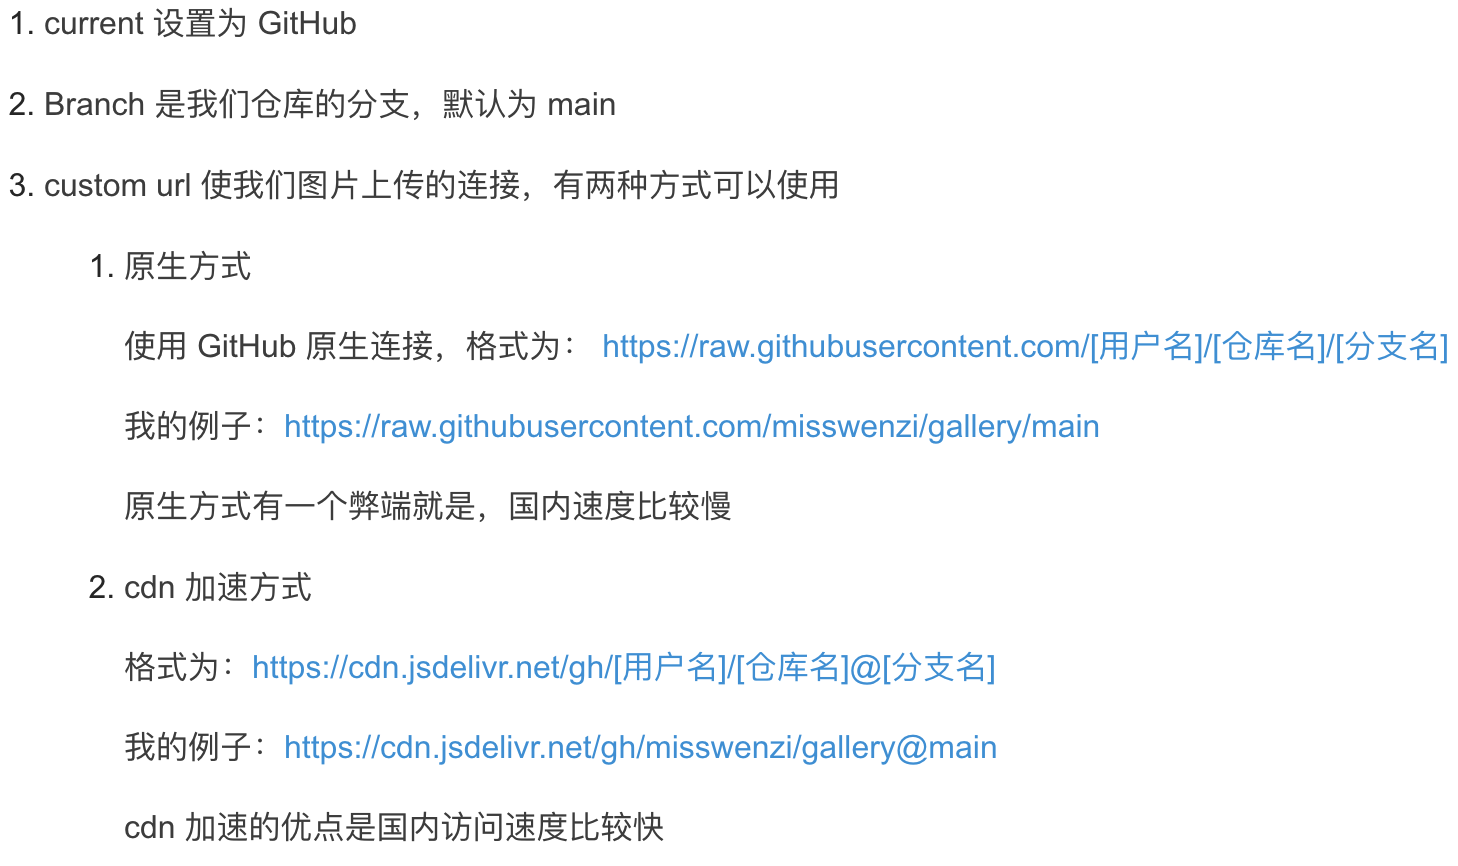 1. current 设置为 GitHub
2. Branch 是我们仓库的分支，默认为 main
3. custom url 使我们图片上传的连接，有两种方式可以使用
1. 原生方式
使用 GitHub 原生连接，格式为： https://raw.githubusercontent.com/[用户名]/[仓库名]/[分支名]
我的例子：https://raw.githubusercontent.com/misswenzi/gallery/main
原生方式有一个弊端就是，国内速度比较慢
2. cdn 加速方式
格式为：https://cdn.jsdelivr.net/gh/[用户名]/[仓库名]@[分支名]
我的例子：https://cdn.jsdelivr.net/gh/misswenzi/gallery@main
cdn 加速的优点是国内访问速度比较快